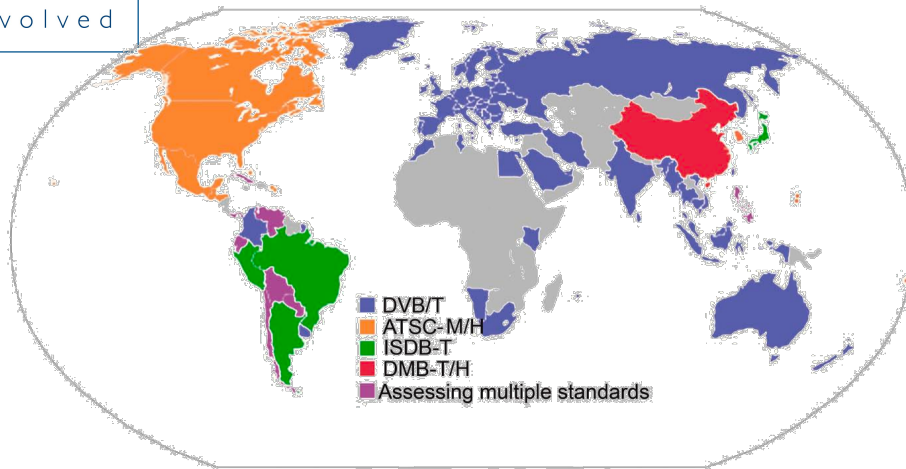 volved
DVB/T
ATSC-M/H
ISDB-T
DMB-T/H
Assessing multiple standards